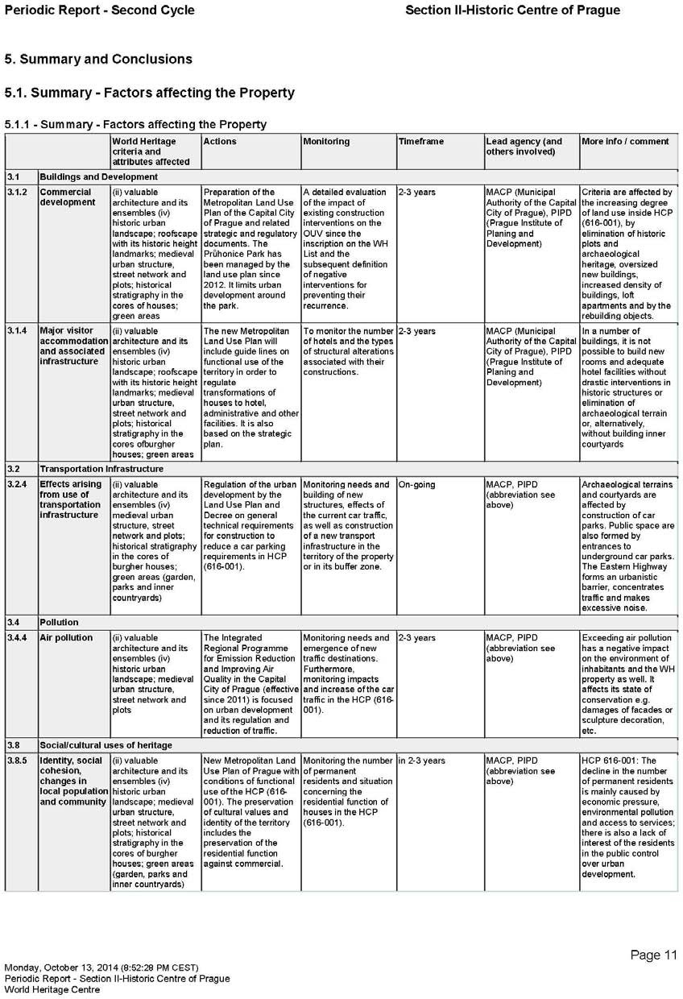 Periodic Report - Second Cycle
Section II-Historic Centre of Prague
5. Summary and Conclusions
5.1. Summary - Factors affecting the Property
5.1.1 - Summary - Factors affecting the Property
World Heritage
criteria and
attributes affected
Actions
Monitoring
Timeframe
Lead agency (and
others involved)
More info / comment
3.1
Buildings and Development
3.1.2
Commercial
development
(ii) valuable
architecture and its
ensembles (iv)
historic urban
landscape; roofscape
with its historic height
landmarks; medieval
urban structure,
street network and
plots; historical
stratigraphy in the
cores of houses;
green areas
Preparation of the
Metropolitan Land Use
Plan of the Capital City
of Prague and related
strategic and regulatory
documents. The
Průhonice Park has
been managed by the
land use plan since
2012. It limits urban
development around
the park.
A detailed evaluation
of the impact of
existing construction
interventions on the
OUV since the
inscription on the WH
List and the
subsequent definition
of negative
interventions for
preventing their
recurrence.
2-3 years
MACP (Municipal
Authority of the Capital
City of Prague), PIPD
(Prague Institute of
Planing and
Development)
Criteria are affected by
the increasing degree
of land use inside HCP
(616-001), by
elimination of historic
plots and
archaeological
heritage, oversized
new buildings,
increased density of
buildings, loft
apartments and by the
rebuilding objects.
3.1.4
Major visitor
accommodation
and associated
infrastructure
(ii) valuable
architecture and its
ensembles (iv)
historic urban
landscape; roofscape
with its historic height
landmarks; medieval
urban structure,
street network and
plots; historical
stratigraphy in the
cores ofburgher
houses; green areas
The new Metropolitan
Land Use Plan will
include guide lines on
functional use of the
territory in order to
regulate
transformations of
houses to hotel,
administrative and other
facilities. It is also
based on the strategic
plan.
To monitor the number
of hotels and the types
of structural alterations
associated with their
constructions.
2-3 years
MACP (Municipal
Authority of the Capital
City of Prague), PIPD
(Prague Institute of
Planing and
Development)
In a number of
buildings, it is not
possible to build new
rooms and adequate
hotel facilities without
drastic interventions in
historic structures or
elimination of
archaeological terrain
or, alternatively,
without building inner
courtyards
3.2
Transportation Infrastructure
3.2.4
Effects arising
from use of
transportation
infrastructure
(ii) valuable
architecture and its
ensembles (iv)
medieval urban
structure, street
network and plots;
historical stratigraphy
in the cores of
burgher houses;
green areas (garden,
parks and inner
countryards)
Regulation of the urban
development by the
Land Use Plan and
Decree on general
technical requirements
for construction to
reduce a car parking
requirements in HCP
(616-001).
Monitoring needs and
building of new
structures, effects of
the current car traffic,
as well as construction
of a new transport
infrastructure in the
territory of the property
or in its buffer zone.
On-going
MACP, PIPD
(abbreviation see
above)
Archaeological terrains
and courtyards are
affected by
construction of car
parks. Public space are
also formed by
entrances to
underground car parks.
The Eastern Highway
forms an urbanistic
barrier, concentrates
traffic and makes
excessive noise.
3.4
Pollution
3.4.4
Air pollution
(ii) valuable
architecture and its
ensembles (iv)
historic urban
landscape; medieval
urban structure,
street network and
plots
The Integrated
Regional Programme
for Emission Reduction
and Improving Air
Quality in the Capital
City of Prague (effective
since 2011) is focused
on urban development
and its regulation and
reduction of traffic.
Monitoring needs and
emergence of new
traffic destinations.
Furthermore,
monitoring impacts
and increase of the car
traffic in the HCP (616-
001).
2-3 years
MACP, PIPD
(abbreviation see
above)
Exceeding air pollution
has a negative impact
on the environment of
inhabitants and the WH
property as well. It
affects its state of
conservation e.g.
damages of facades or
sculpture decoration,
etc.
3.8
Social/cultural uses of heritage
3.8.5
Identity, social
cohesion,
changes in
local population
and community
(ii) valuable
architecture and its
ensembles (iv)
historic urban
landscape; medieval
urban structure,
street network and
plots; historical
stratigraphy in the
cores of burgher
houses; green areas
(garden, parks and
inner countryards)
New Metropolitan Land
Use Plan of Prague with
conditions of functional
use of the HCP (616-
001). The preservation
of cultural values and
identity of the territory
includes the
preservation of the
residential function
against commercial.
Monitoring the number
of permanent
residents and situation
concerning the
residential function of
houses in the HCP
(616-001).
in 2-3 years
MACP, PIPD
(abbreviation see
above)
HCP 616-001: The
decline in the number
of permanent residents
is mainly caused by
economic pressure,
environmental pollution
and access to services;
there is also a lack of
interest of the residents
in the public control
over urban
development.
Page 11
Monday, October 13, 2014 (8:52:28 PM CEST)
Periodic Report - Section II-Historic Centre of Prague
World Heritage Centre